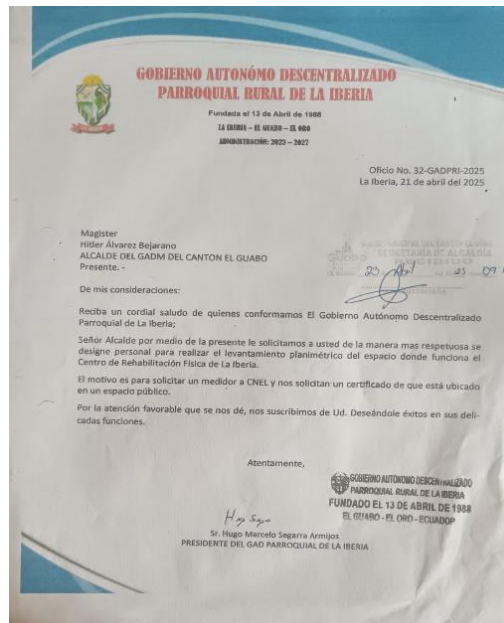 GOBIERNO AUTONÓMO DESCENTRALIZADO
PARROQUIAL RURAL DE LA IBERIA
Fundada el 13 de Abril de 1988
LA IBERIA – EL GUABO – EL ORO
ADMINISTRACIÓN: 2023 – 2027
Oficio No. 32-GADPRI-2025
La Iberia, 21 de abril del 2025
Magister
Hitler Álvarez Bejarano
ALCALDE DEL GADM DEL CANTON EL GUABO
Presente. -
GUABO
SECRETARÍA DE ALCALDÍA
RECIBIDO
23 Abril
De mis consideraciones:
Reciba un cordial saludo de quienes conformamos El Gobierno Autónomo Descentralizado
Parroquial de La Iberia;
Señor Alcalde por medio de la presente le solicitamos a usted de la manera mas respetuosa se
designe personal para realizar el levantamiento planimétrico del espacio donde funciona el
Centro de Rehabilitación Física de La Iberia.
El motivo es para solicitar un medidor a CNEL y nos solicitan un certificado de que está ubicado
en un espacio público.
Por la atención favorable que se nos dé, nos suscribimos de Ud. Deseándole éxitos en sus deli-
cadas funciones.
Atentamente,
GOBIERNO AUTONOMO DESCENTRALIZADO
PARROQUIAL RURAL DE LA IBERIA
FUNDADO EL 13 DE ABRIL DE 1988
EL GUABO - EL ORO - ECUADOR
Sr. Hugo Marcelo Segarra Armijos
PRESIDENTE DEL GAD PARROQUIAL DE LA IBERIA